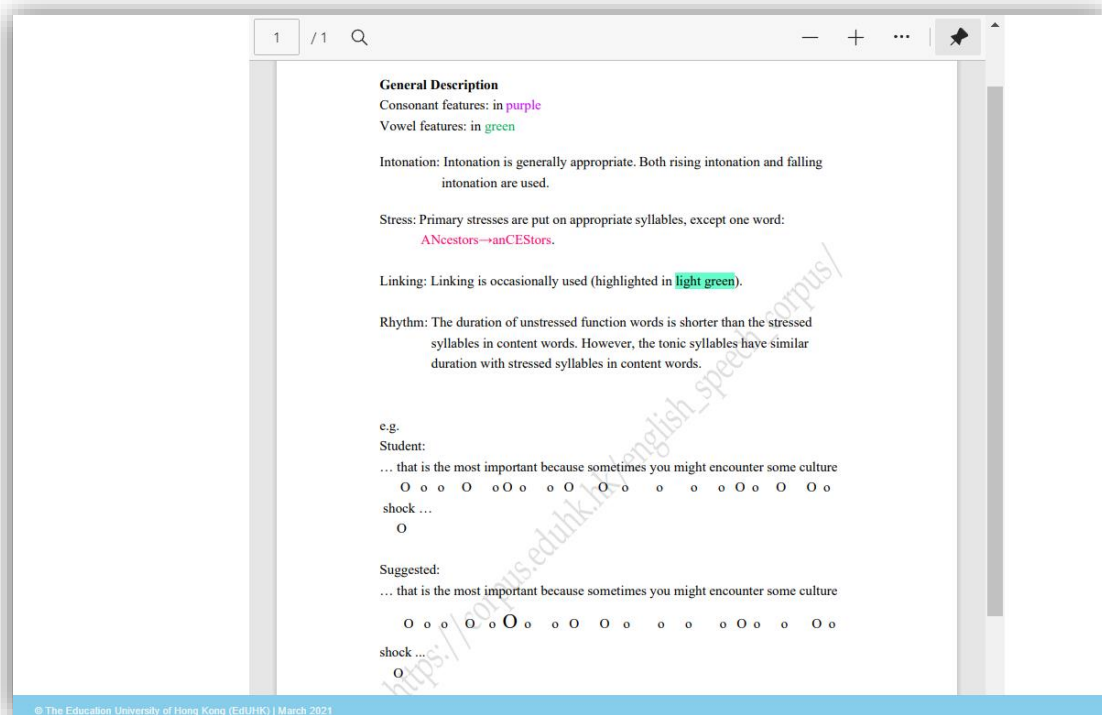 1 / 1
General Description
Consonant features: in purple
Vowel features: in green
Intonation: Intonation is generally appropriate. Both rising intonation and falling
intonation are used.
Stress: Primary stresses are put on appropriate syllables, except one word:
ANcestors→anCEStors.
Linking: Linking is occasionally used (highlighted in light green).
Rhythm: The duration of unstressed function words is shorter than the stressed
syllables in content words. However, the tonic syllables have similar
duration with stressed syllables in content words.
e.g.
Student:
… that is the most important because sometimes you might encounter some culture
O o o O o O o o O O o o o o O o O O o
shock …
O
Suggested:
… that is the most important because sometimes you might encounter some culture
O o o O o O o o O O o o o o O o o O o
shock ...
O
https://corpus.eduhk.hk/english_speech_corpus/
© The Education University of Hong Kong (EdUHK) | March 2021